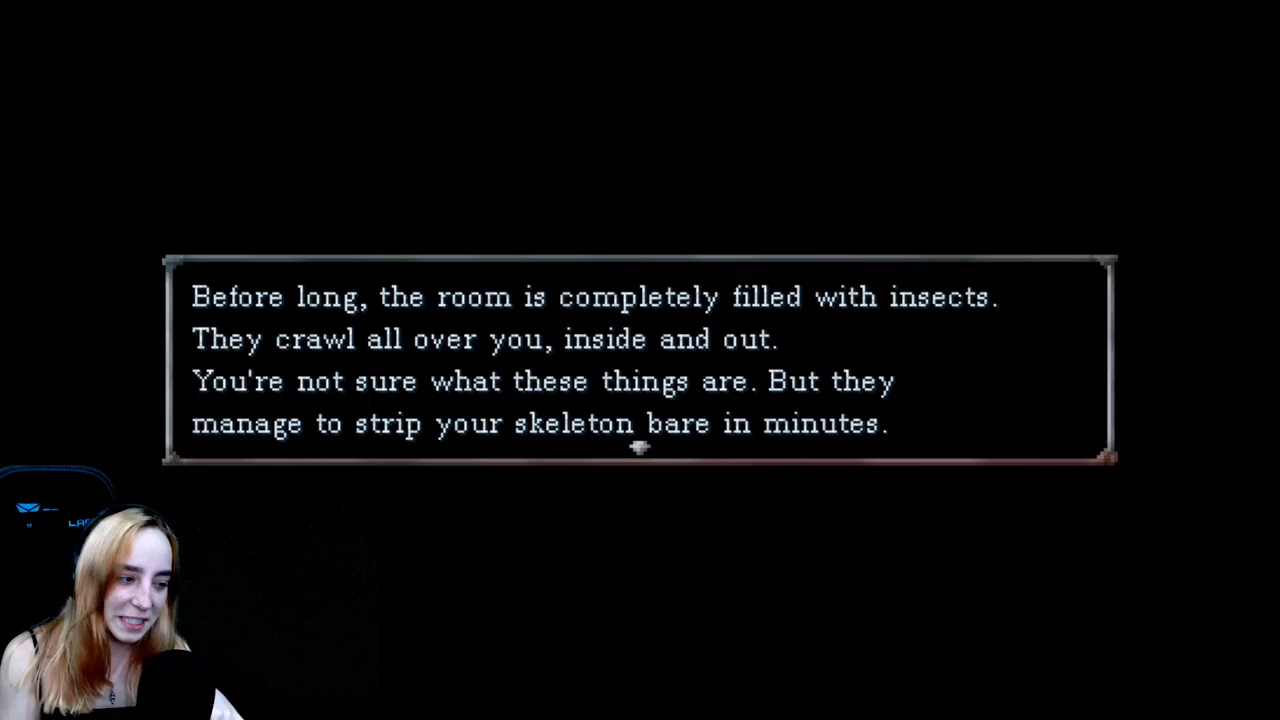 Before long, the room is completely filled with insects.
They crawl all over you, inside and out.
You're not sure what these things are. But they
manage to strip your skeleton bare in minutes.